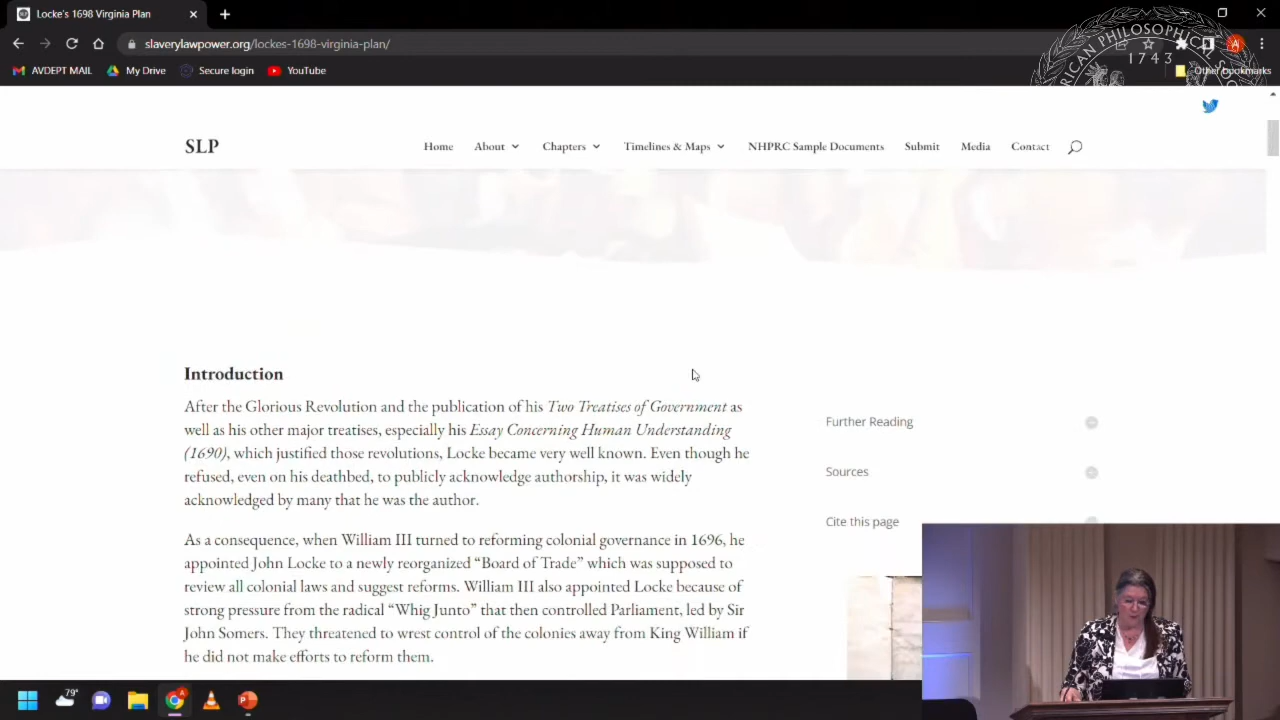 Locke's 1698 Virginia Plan
slaverylawpower.org/lockes-1698-virginia-plan/
AVDEPT MAIL My Drive Secure login YouTube Other bookmarks
RICAN PHILOSOPHICAL SO
1743
SLP Home About Chapters Timelines & Maps NHPRC Sample Documents Submit Media Contact
Introduction
After the Glorious Revolution and the publication of his Two Treatises of Government as
well as his other major treatises, especially his Essay Concerning Human Understanding
(1690), which justified those revolutions, Locke became very well known. Even though he
refused, even on his deathbed, to publicly acknowledge authorship, it was widely
acknowledged by many that he was the author.
As a consequence, when William III turned to reforming colonial governance in 1696, he
appointed John Locke to a newly reorganized “Board of Trade” which was supposed to
review all colonial laws and suggest reforms. William III also appointed Locke because of
strong pressure from the radical “Whig Junto” that then controlled Parliament, led by Sir
John Somers. They threatened to wrest control of the colonies away from King William if
he did not make efforts to reform them.
Further Reading
Sources
Cite this page
79°